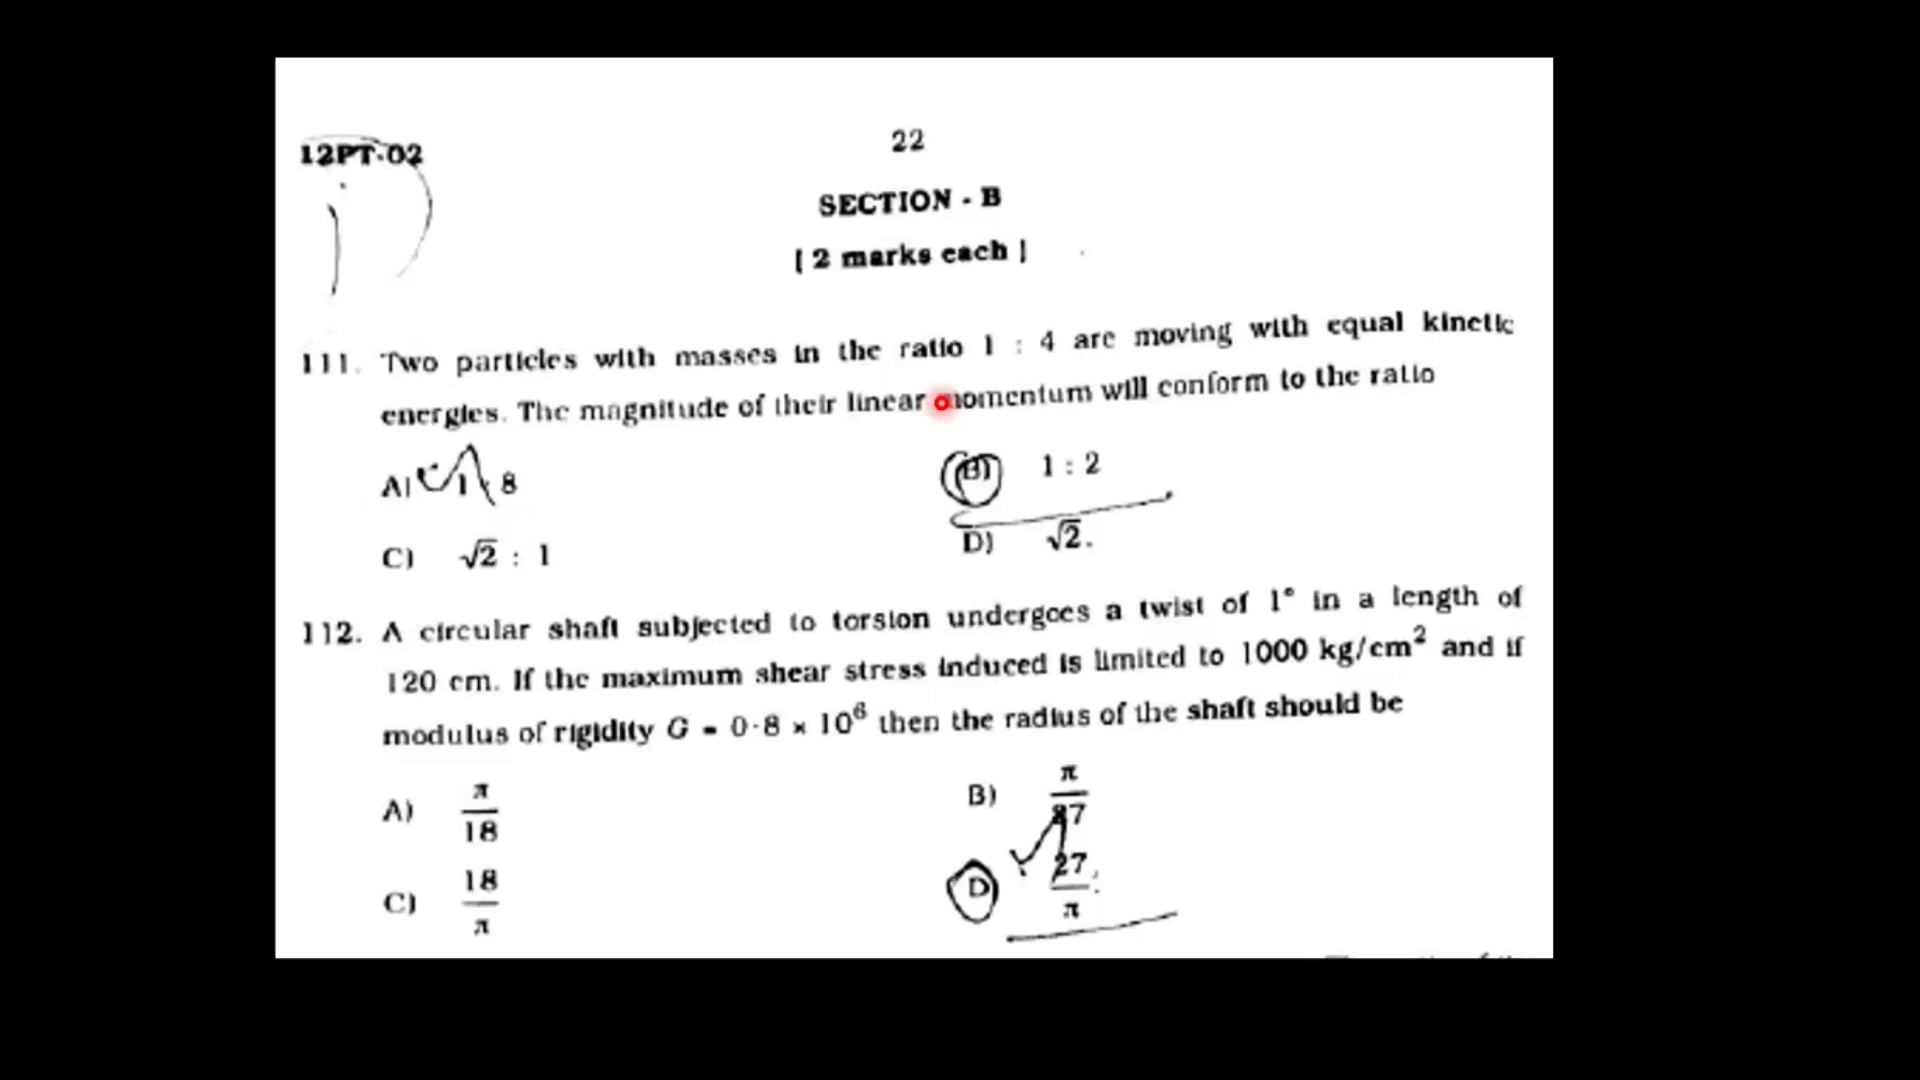 12PT-02
22
SECTION - B
[ 2 marks each ]
111. Two particles with masses in the ratio 1 : 4 are moving with equal kinetic
energies. The magnitude of their linear momentum will conform to the ratio
A) 1 : 8
B) 1 : 2
C) √2 : 1
D) √2.
112. A circular shaft subjected to torsion undergoes a twist of 1° in a length of
120 cm. If the maximum shear stress induced is limited to 1000 kg/cm² and if
modulus of rigidity G = 0·8 × 10⁶ then the radius of the shaft should be
A) π/18
B) π/27
C) 18/π
D) 27/π